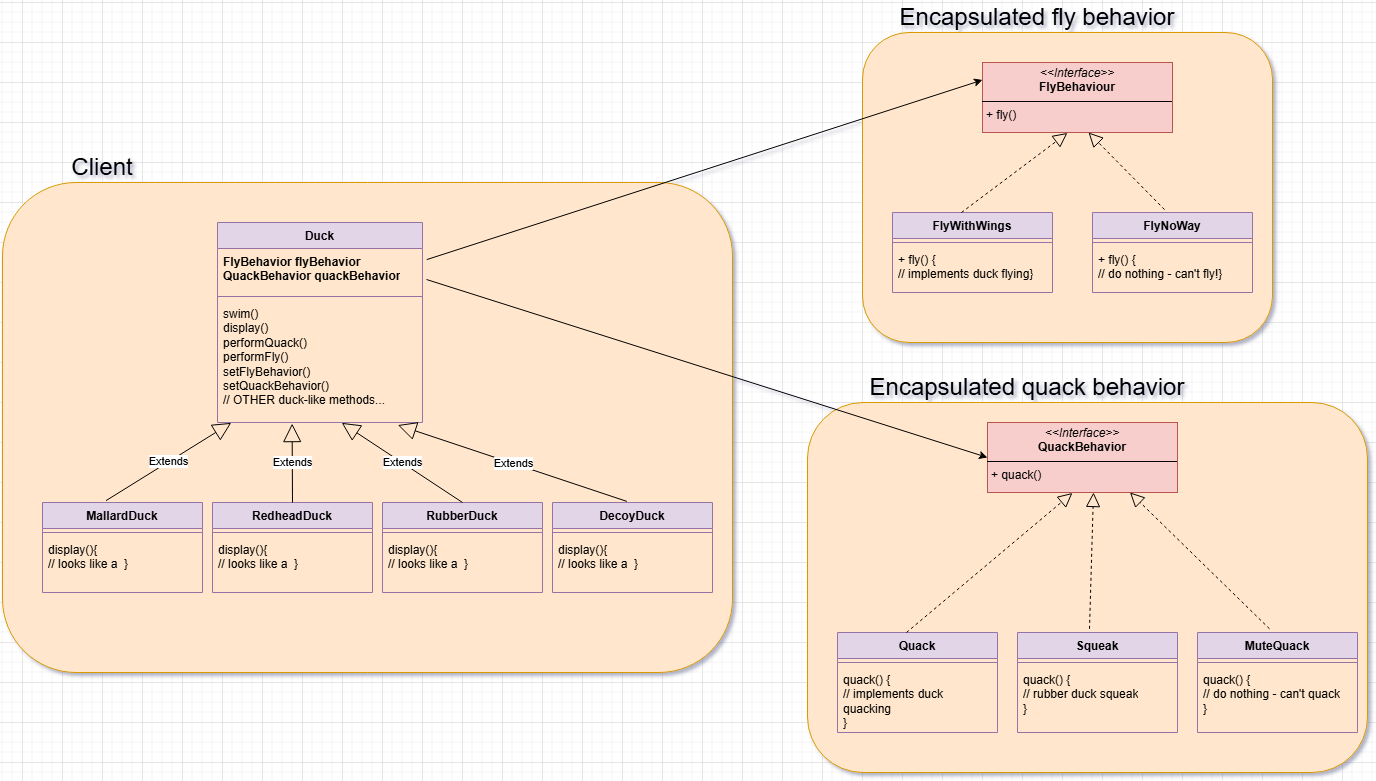 Encapsulated fly behavior
<<Interface>>
FlyBehaviour
+ fly()
FlyWithWings
+ fly() {
// implements duck flying}
FlyNoWay
+ fly() {
// do nothing - can't fly!}
Client
Duck
FlyBehavior flyBehavior
QuackBehavior quackBehavior
swim()
display()
performQuack()
performFly()
setFlyBehavior()
setQuackBehavior()
// OTHER duck-like methods...
Extends
Extends
Extends
Extends
MallardDuck
display(){
// looks like a  }
RedheadDuck
display(){
// looks like a  }
RubberDuck
display(){
// looks like a  }
DecoyDuck
display(){
// looks like a  }
Encapsulated quack behavior
<<Interface>>
QuackBehavior
+ quack()
Quack
quack() {
// implements duck
quacking
}
Squeak
quack() {
// rubber duck squeak
}
MuteQuack
quack() {
// do nothing - can't quack
}